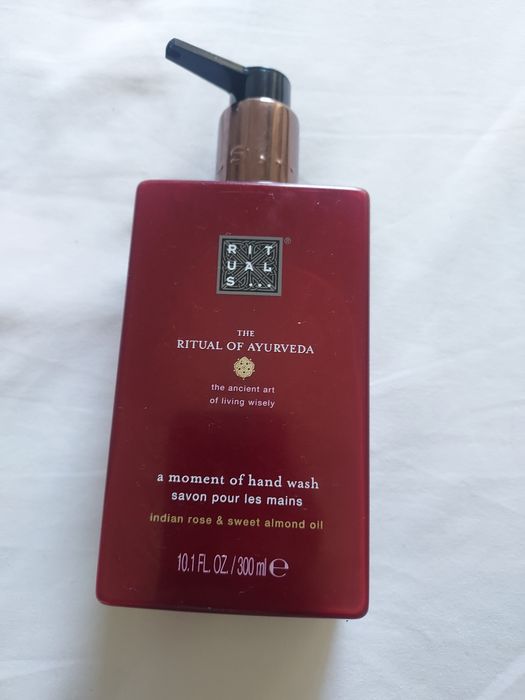 RIT
UAL
S...
®
THE
RITUAL OF AYURVEDA
the ancient art
of living wisely
a moment of hand wash
savon pour les mains
indian rose & sweet almond oil
10.1 FL. OZ. / 300 ml ℮